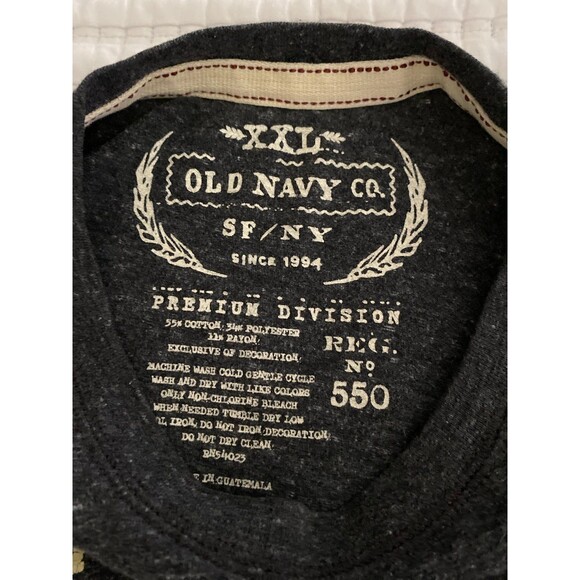 XXL
OLD NAVY CO.
SF/NY
SINCE 1994
PREMIUM DIVISION
55% COTTON, 34% POLYESTER
11% RAYON.
EXCLUSIVE OF DECORATION.
REG.
Nº
550
MACHINE WASH COLD GENTLE CYCLE
WASH AND DRY WITH LIKE COLORS
ONLY NON-CHLORINE BLEACH
WHEN NEEDED TUMBLE DRY LOW
L IRON, DO NOT IRON DECORATION,
DO NOT DRY CLEAN.
RN54023
E IN GUATEMALA